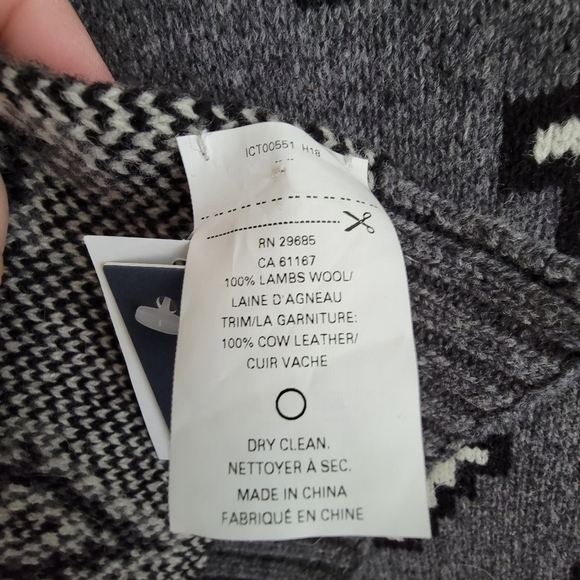 ICT00551 H18
RN 29685
CA 61167
100% LAMBS WOOL/
LAINE D'AGNEAU
TRIM/LA GARNITURE:
100% COW LEATHER/
CUIR VACHE
DRY CLEAN.
NETTOYER À SEC.
MADE IN CHINA
FABRIQUÉ EN CHINE